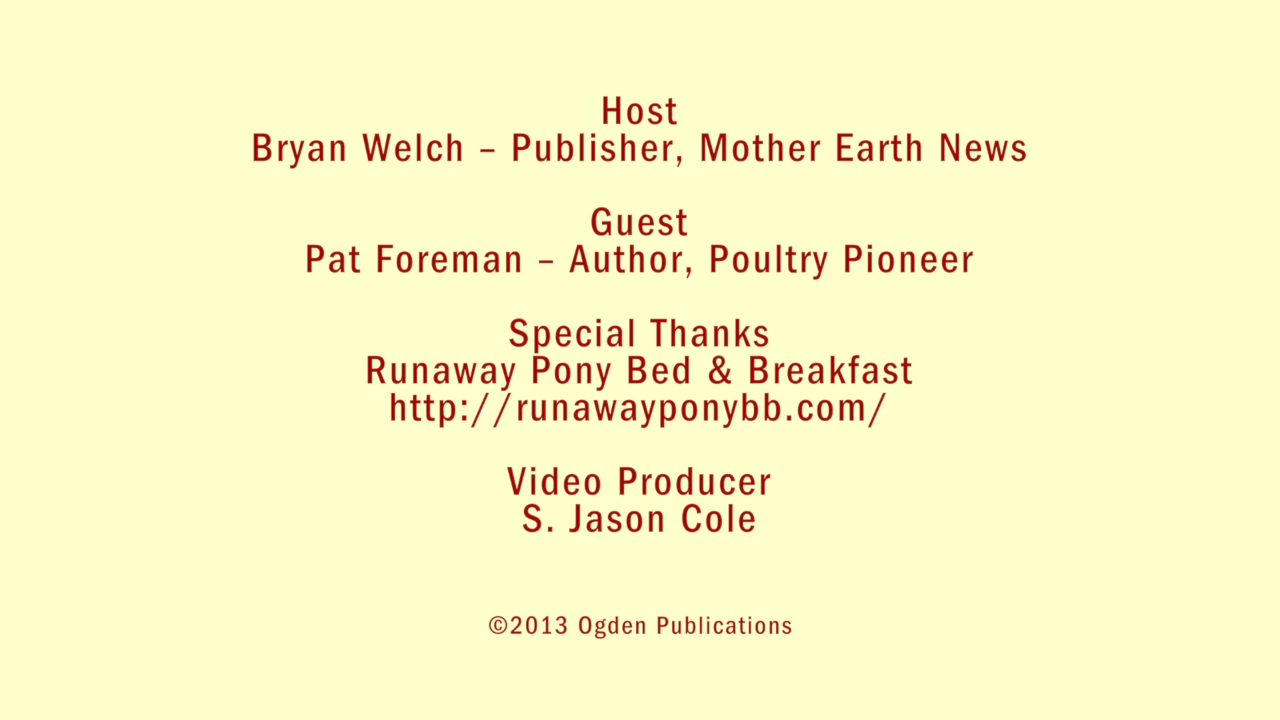 Host
Bryan Welch – Publisher, Mother Earth News
Guest
Pat Foreman – Author, Poultry Pioneer
Special Thanks
Runaway Pony Bed & Breakfast
http://runawayponybb.com/
Video Producer
S. Jason Cole
©2013 Ogden Publications